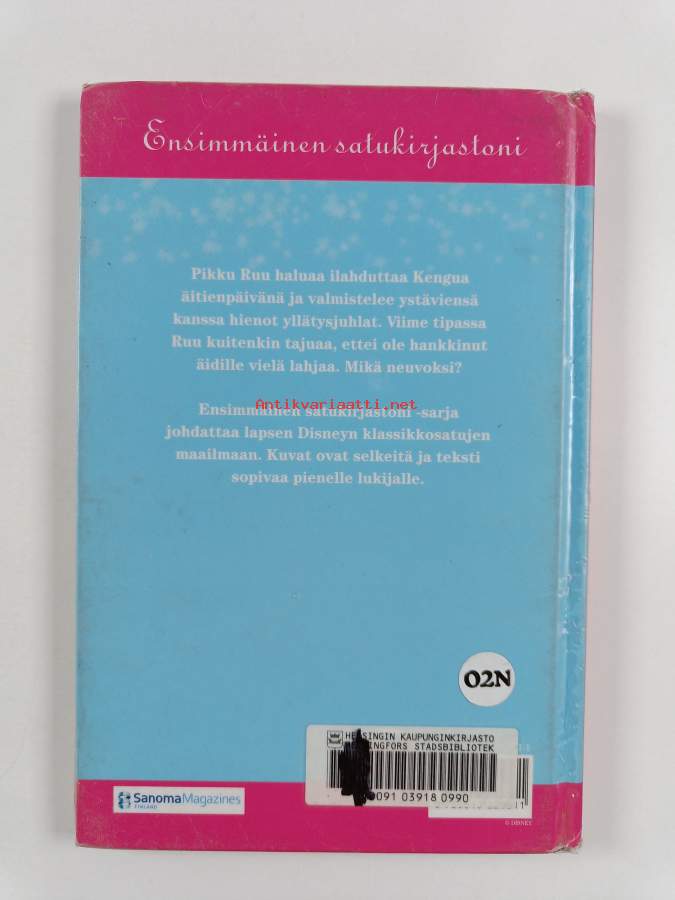 Ensimmäinen satukirjastoni
Pikku Ruu haluaa ilahduttaa Kengua
äitienpäivänä ja valmistelee ystäviensä
kanssa hienot yllätysjuhlat. Viime tipassa
Ruu kuitenkin tajuaa, ettei ole hankkinut
äidille vielä lahjaa. Mikä neuvoksi?
Antikvariaatti.net
Ensimmäinen satukirjastoni -sarja
johdattaa lapsen Disneyn klassikkosatujen
maailmaan. Kuvat ovat selkeitä ja teksti
sopivaa pienelle lukijalle.
O2N
HELSINGIN KAUPUNGINKIRJASTO
INGFORS STADSBIBLIOTEK
091 03918 0990
SanomaMagazines
FINLAND
© DISNEY